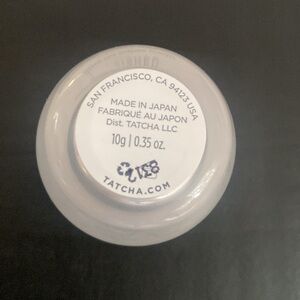 SAN FRANCISCO, CA 94123 USA
MADE IN JAPAN
FABRIQUÉ AU JAPON
Dist. TATCHA LLC
10g | 0.35 oz.
TATCHA.COM